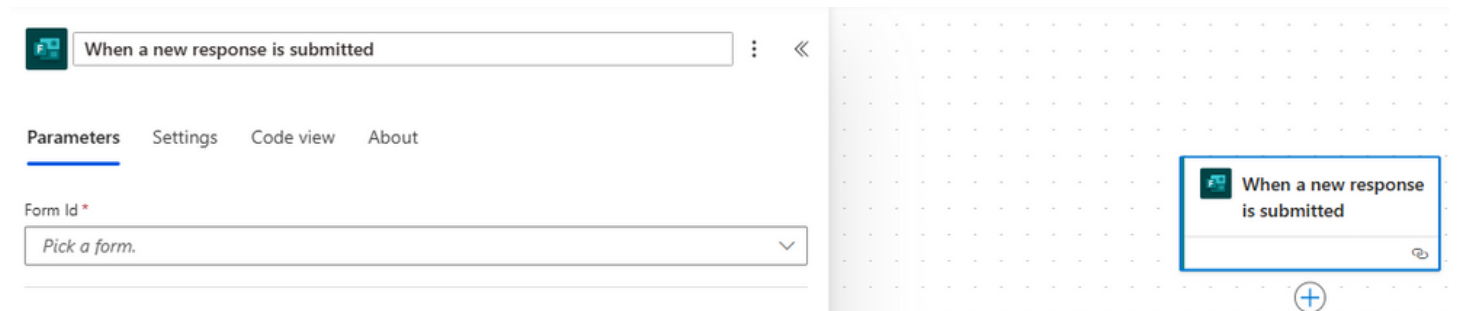 When a new response is submitted
Parameters Settings Code view About
Form Id *
Pick a form.
When a new response
is submitted